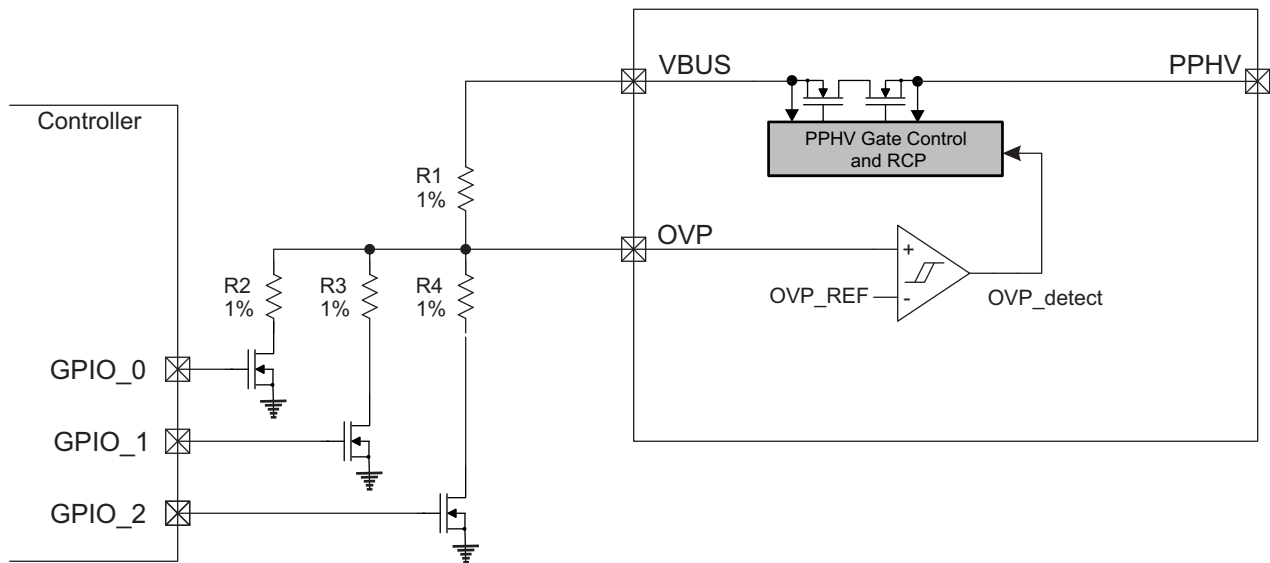 Controller
VBUS
PPHV
PPHV Gate Control
and RCP
R1
1%
OVP
R2
1%
R3
1%
R4
1%
+
-
OVP_REF
OVP_detect
GPIO_0
GPIO_1
GPIO_2